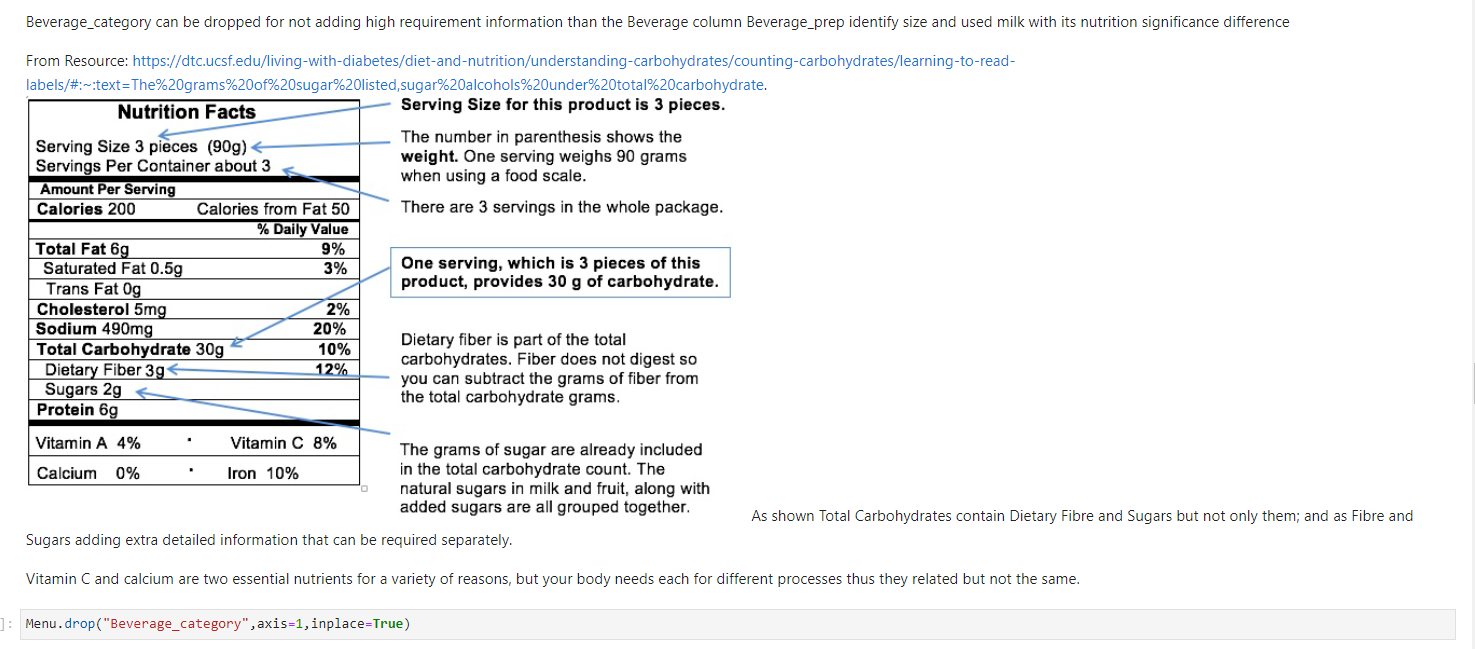 Beverage_category can be dropped for not adding high requirement information than the Beverage column Beverage_prep identify size and used milk with its nutrition significance difference
From Resource: https://dtc.ucsf.edu/living-with-diabetes/diet-and-nutrition/understanding-carbohydrates/counting-carbohydrates/learning-to-read-
labels/#:~:text=The%20grams%20of%20sugar%20listed,sugar%20alcohols%20under%20total%20carbohydrate.
Nutrition Facts
Serving Size 3 pieces (90g)
Servings Per Container about 3
Amount Per Serving
Calories 200 Calories from Fat 50
% Daily Value
Total Fat 6g 9%
Saturated Fat 0.5g 3%
Trans Fat 0g
Cholesterol 5mg 2%
Sodium 490mg 20%
Total Carbohydrate 30g 10%
Dietary Fiber 3g 12%
Sugars 2g
Protein 6g
Vitamin A 4% · Vitamin C 8%
Calcium 0% · Iron 10%
Serving Size for this product is 3 pieces.
The number in parenthesis shows the
weight. One serving weighs 90 grams
when using a food scale.
There are 3 servings in the whole package.
One serving, which is 3 pieces of this
product, provides 30 g of carbohydrate.
Dietary fiber is part of the total
carbohydrates. Fiber does not digest so
you can subtract the grams of fiber from
the total carbohydrate grams.
The grams of sugar are already included
in the total carbohydrate count. The
natural sugars in milk and fruit, along with
added sugars are all grouped together.
As shown Total Carbohydrates contain Dietary Fibre and Sugars but not only them; and as Fibre and
Sugars adding extra detailed information that can be required separately.
Vitamin C and calcium are two essential nutrients for a variety of reasons, but your body needs each for different processes thus they related but not the same.
]: Menu.drop("Beverage_category",axis=1,inplace=True)